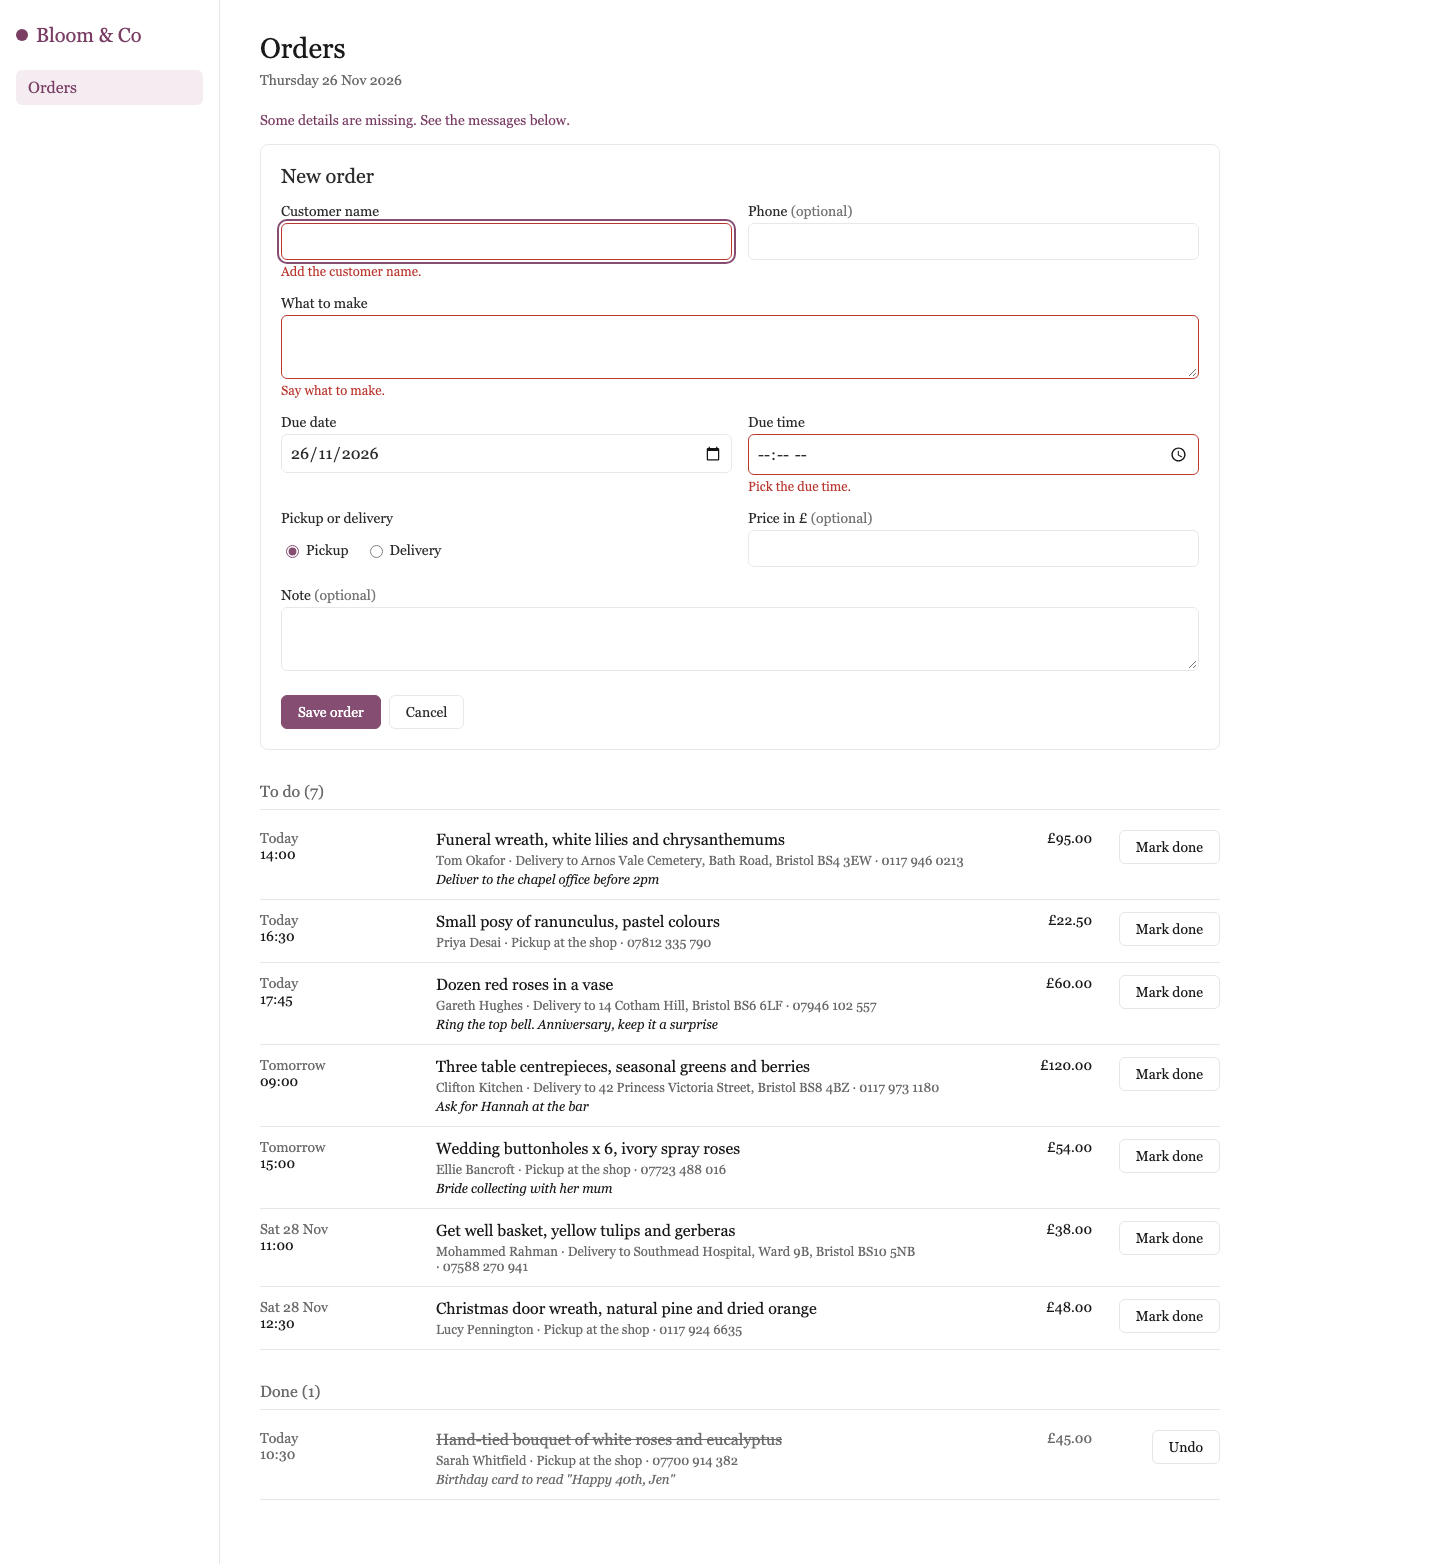 Bloom & Co
Orders
Orders
Thursday 26 Nov 2026
Some details are missing. See the messages below.
New order
Customer name
Phone (optional)
Add the customer name.
What to make
Say what to make.
Due date
Due time
26/11/2026
--:-- --
Pick the due time.
Pickup or delivery
Price in £ (optional)
Pickup
Delivery
Note (optional)
Save order
Cancel
To do (7)
Today
14:00
Funeral wreath, white lilies and chrysanthemums
Tom Okafor · Delivery to Arnos Vale Cemetery, Bath Road, Bristol BS4 3EW · 0117 946 0213
Deliver to the chapel office before 2pm
£95.00
Mark done
Today
16:30
Small posy of ranunculus, pastel colours
Priya Desai · Pickup at the shop · 07812 335 790
£22.50
Mark done
Today
17:45
Dozen red roses in a vase
Gareth Hughes · Delivery to 14 Cotham Hill, Bristol BS6 6LF · 07946 102 557
Ring the top bell. Anniversary, keep it a surprise
£60.00
Mark done
Tomorrow
09:00
Three table centrepieces, seasonal greens and berries
Clifton Kitchen · Delivery to 42 Princess Victoria Street, Bristol BS8 4BZ · 0117 973 1180
Ask for Hannah at the bar
£120.00
Mark done
Tomorrow
15:00
Wedding buttonholes x 6, ivory spray roses
Ellie Bancroft · Pickup at the shop · 07723 488 016
Bride collecting with her mum
£54.00
Mark done
Sat 28 Nov
11:00
Get well basket, yellow tulips and gerberas
Mohammed Rahman · Delivery to Southmead Hospital, Ward 9B, Bristol BS10 5NB
· 07588 270 941
£38.00
Mark done
Sat 28 Nov
12:30
Christmas door wreath, natural pine and dried orange
Lucy Pennington · Pickup at the shop · 0117 924 6635
£48.00
Mark done
Done (1)
Today
10:30
Hand-tied bouquet of white roses and eucalyptus
Sarah Whitfield · Pickup at the shop · 07700 914 382
Birthday card to read "Happy 40th, Jen"
£45.00
Undo